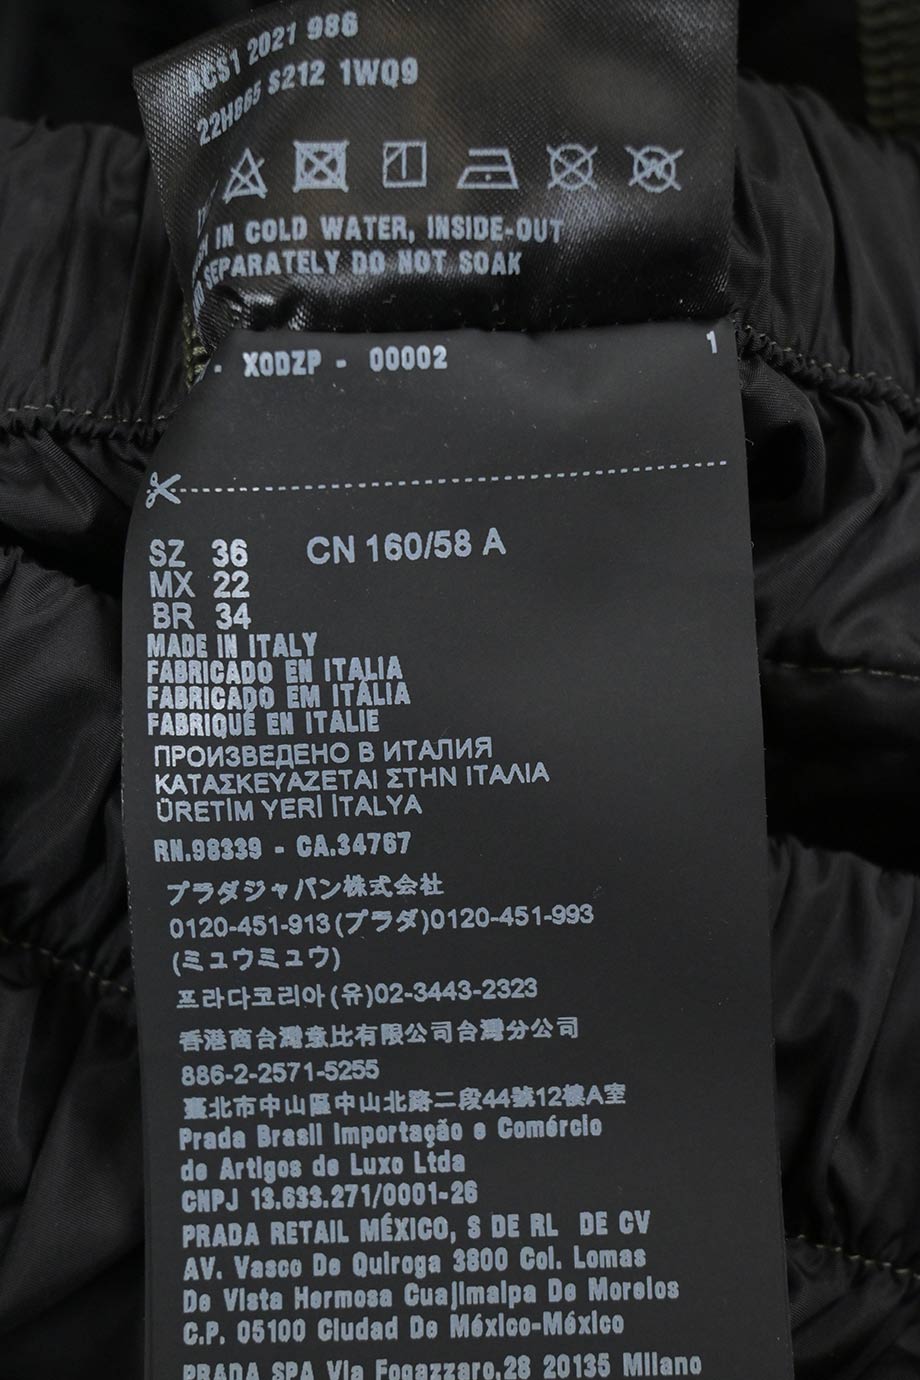 ACS1 2021 986
22H865 S212 1WQ9
IN COLD WATER, INSIDE-OUT
SEPARATELY DO NOT SOAK
- X0DZP - 00002
1
SZ 36 CN 160/58 A
MX 22
BR 34
MADE IN ITALY
FABRICADO EN ITALIA
FABRICADO EM ITÁLIA
FABRIQUÉ EN ITALIE
ПРОИЗВЕДЕНО В ИТАЛИЯ
ΚΑΤΑΣΚΕΥΑΖΕΤΑΙ ΣΤΗΝ ΙΤΑΛΙΑ
ÜRETİM YERİ İTALYA
RN.98339 - CA.34767
プラダジャパン株式会社
0120-451-913(プラダ)0120-451-993
(ミュウミュウ)
프라다코리아(유)02-3443-2323
香港商台灣意比有限公司台灣分公司
886-2-2571-5255
臺北市中山區中山北路二段44號12樓A室
Prada Brasil Importação e Comércio
de Artigos de Luxo Ltda
CNPJ 13.633.271/0001-26
PRADA RETAIL MÉXICO, S DE RL DE CV
AV. Vasco De Quiroga 3800 Col. Lomas
De Vista Hermosa Cuajimalpa De Morelos
C.P. 05100 Ciudad De México-México
PRADA SPA Via Fogazzaro,28 20135 Milano